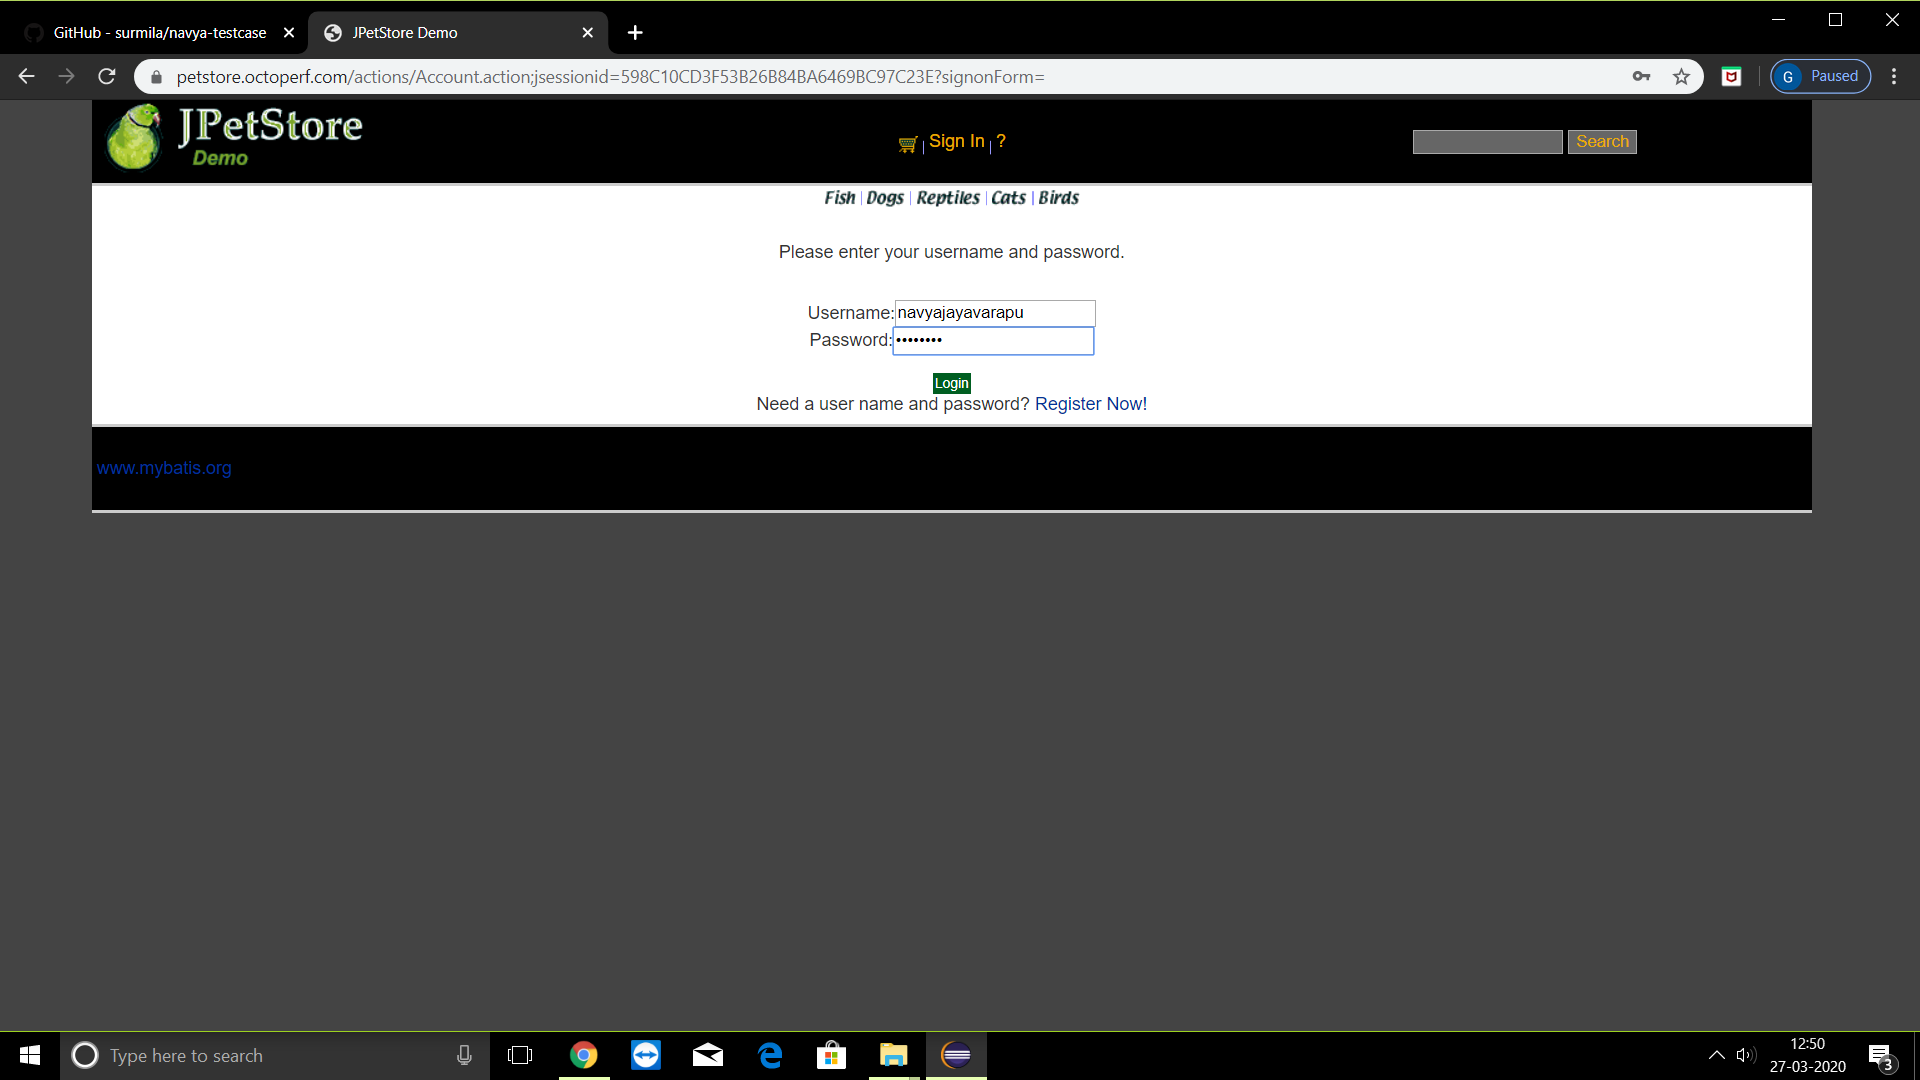 GitHub - surmila/navya-testcase
JPetStore Demo
petstore.octoperf.com/actions/Account.action;jsessionid=598C10CD3F53B26B84BA6469BC97C23E?signonForm=
G Paused
JPetStore
Demo
Sign In ?
Search
Fish Dogs Reptiles Cats Birds
Please enter your username and password.
Username: navyajayavarapu
Password: ••••••••
Login
Need a user name and password? Register Now!
www.mybatis.org
Type here to search
12:50
27-03-2020
3